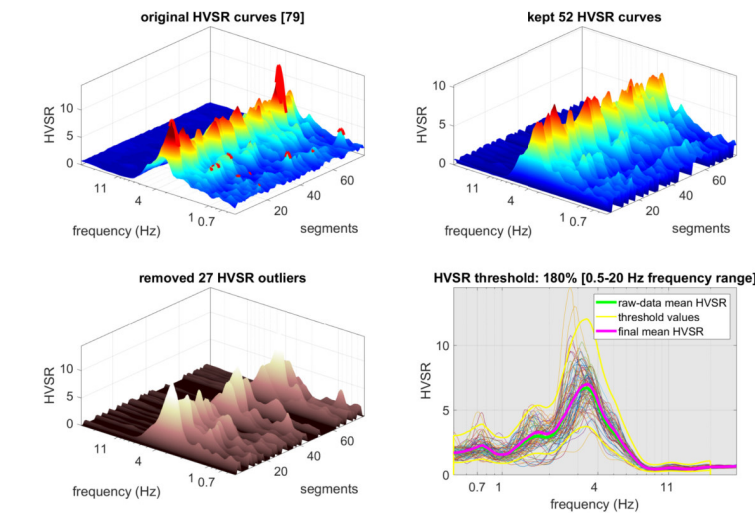 original HVSR curves [79]
HVSR
10
5
0
11
4
1
0.7
frequency (Hz)
20
40
60
segments
kept 52 HVSR curves
HVSR
10
5
0
11
4
1
0.7
frequency (Hz)
20
40
60
segments
removed 27 HVSR outliers
HVSR
10
5
0
11
4
1
0.7
frequency (Hz)
20
40
60
segments
HVSR threshold: 180% [0.5-20 Hz frequency range]
raw-data mean HVSR
threshold values
final mean HVSR
HVSR
10
5
0
0.7 1 4 11
frequency (Hz)